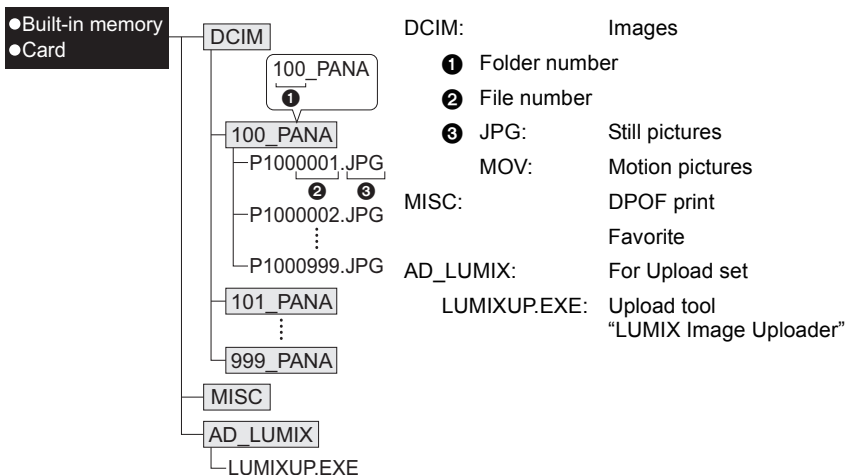 ●Built-in memory
●Card
DCIM
100_PANA
❶
100_PANA
P1000001.JPG
❷ ❸
P1000002.JPG
P1000999.JPG
101_PANA
999_PANA
MISC
AD_LUMIX
LUMIXUP.EXE
DCIM: Images
❶ Folder number
❷ File number
❸ JPG: Still pictures
MOV: Motion pictures
MISC: DPOF print
Favorite
AD_LUMIX: For Upload set
LUMIXUP.EXE: Upload tool
“LUMIX Image Uploader”